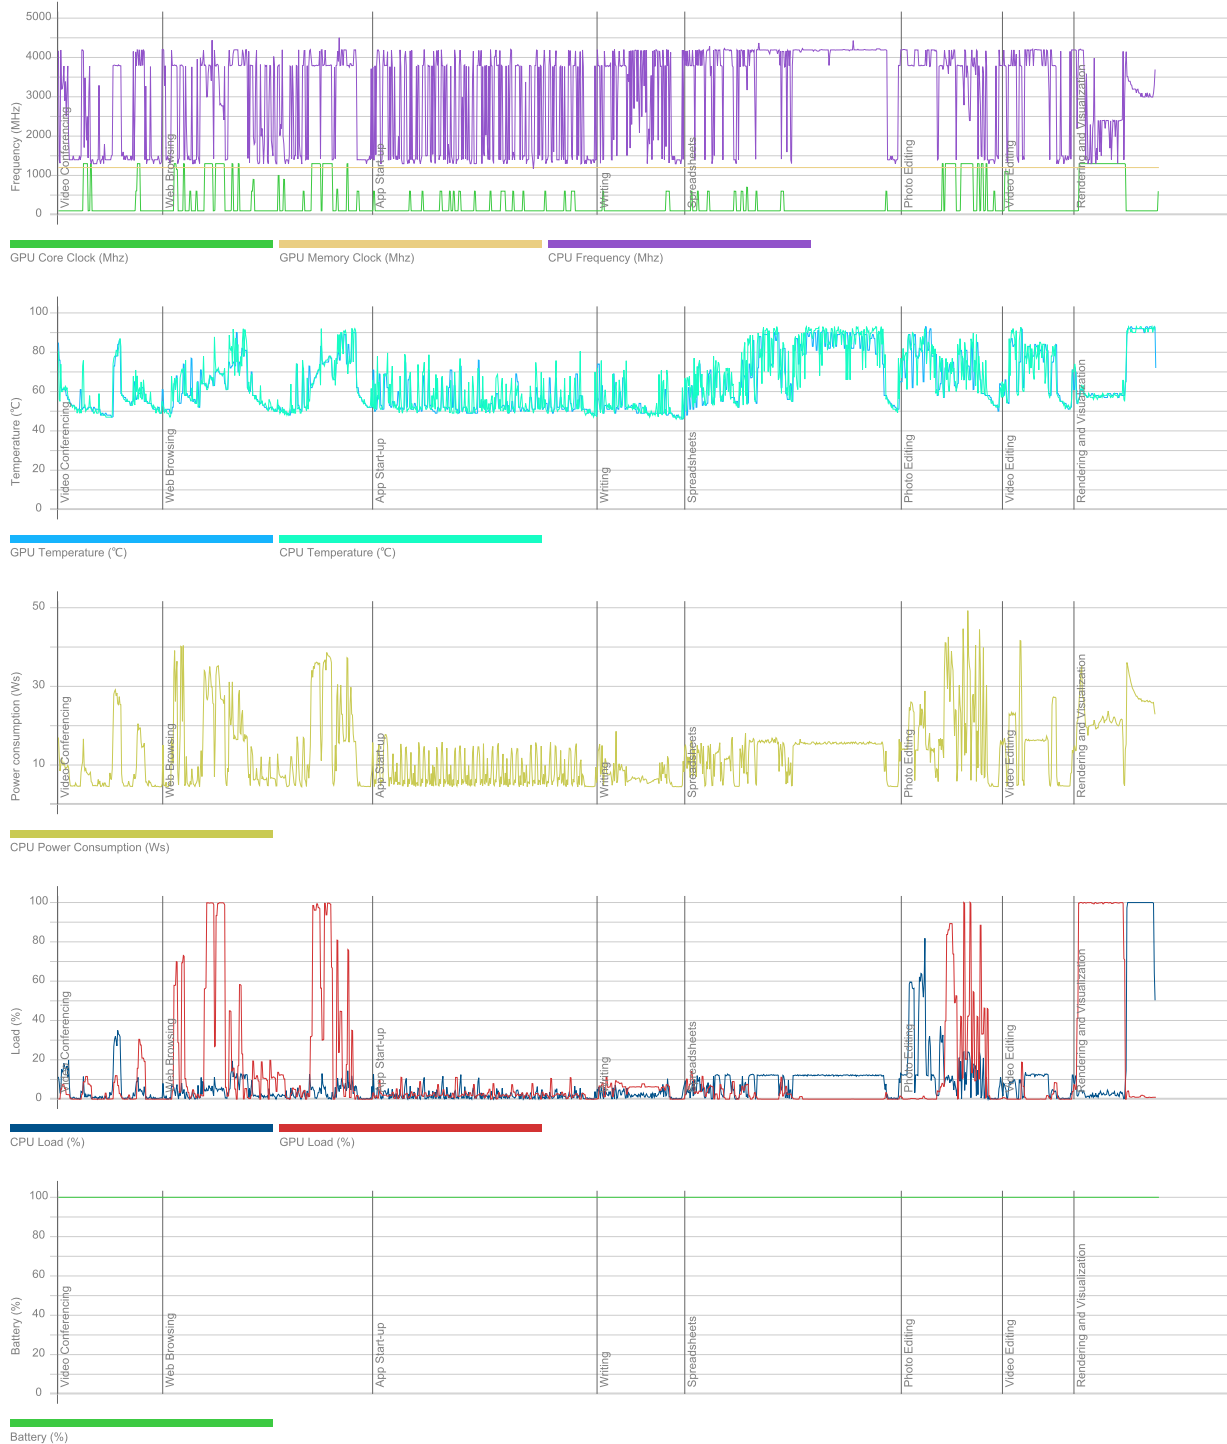 5000
4000
3000
2000
1000
0
Frequency (MHz)
Video Conferencing
Web Browsing
App Start-up
Writing
Spreadsheets
Photo Editing
Video Editing
Rendering and Visualization
GPU Core Clock (Mhz)
GPU Memory Clock (Mhz)
CPU Frequency (Mhz)
100
80
60
40
20
0
Temperature (°C)
Video Conferencing
Web Browsing
App Start-up
Writing
Spreadsheets
Photo Editing
Video Editing
Rendering and Visualization
GPU Temperature (°C)
CPU Temperature (°C)
50
30
10
Power consumption (Ws)
Video Conferencing
Web Browsing
App Start-up
Writing
Spreadsheets
Photo Editing
Video Editing
Rendering and Visualization
CPU Power Consumption (Ws)
100
80
60
40
20
0
Load (%)
Video Conferencing
Web Browsing
App Start-up
Writing
Spreadsheets
Photo Editing
Video Editing
Rendering and Visualization
CPU Load (%)
GPU Load (%)
100
80
60
40
20
0
Battery (%)
Video Conferencing
Web Browsing
App Start-up
Writing
Spreadsheets
Photo Editing
Video Editing
Rendering and Visualization
Battery (%)